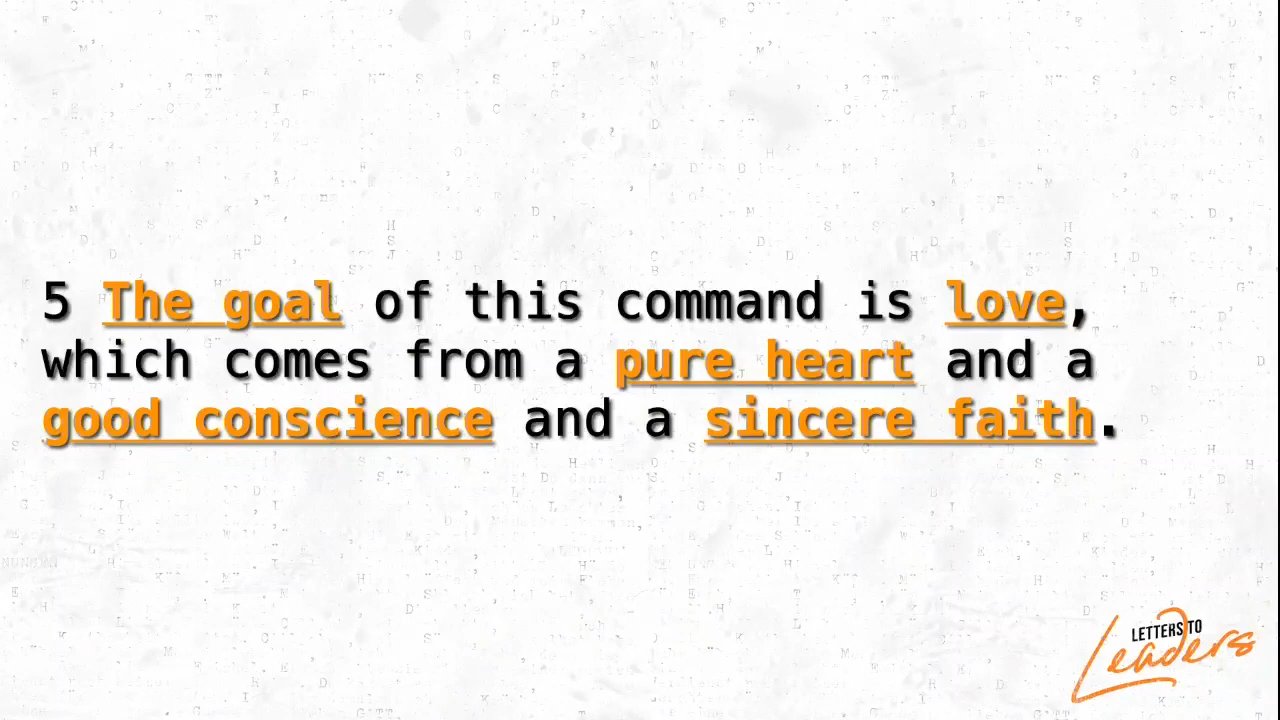 5 The goal of this command is love,
which comes from a pure heart and a
good conscience and a sincere faith.
LETTERS TO
Leaders